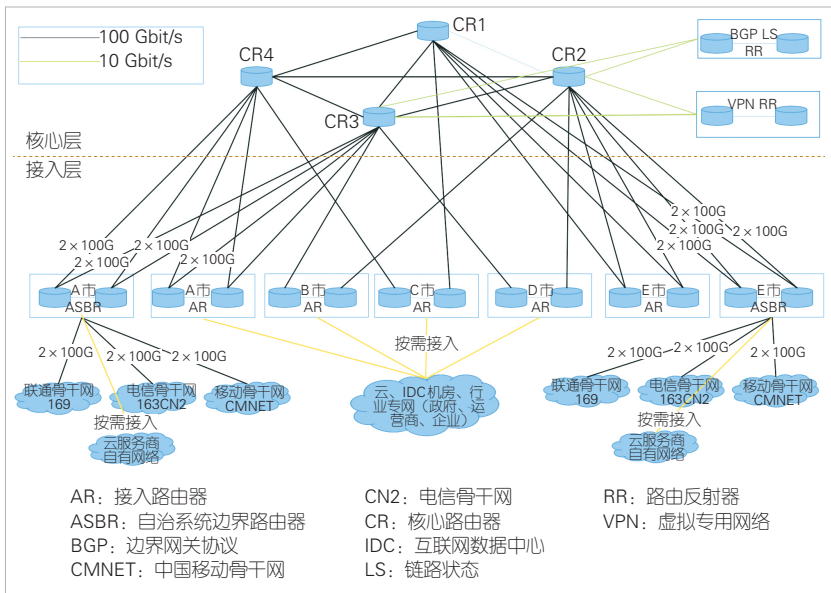 100 Gbit/s
10 Gbit/s
CR1
CR4
CR2
CR3
BGP LS
RR
VPN RR
核心层
接入层
2×100G
2×100G
2×100G
2×100G
2×100G
2×100G
2×100G
2×100G
A市
ASBR
A市
AR
B市
AR
C市
AR
D市
AR
E市
AR
E市
ASBR
2×100G
2×100G
2×100G
按需接入
2×100G
2×100G
2×100G
联通骨干网
169
电信骨干网
163CN2
移动骨干网
CMNET
云、IDC机房、行
业专网（政府、运
营商、企业）
联通骨干网
169
电信骨干网
163CN2
移动骨干网
CMNET
按需接入
云服务商
自有网络
按需接入
云服务商
自有网络
AR：接入路由器
ASBR：自治系统边界路由器
BGP：边界网关协议
CMNET：中国移动骨干网
CN2：电信骨干网
CR：核心路由器
IDC：互联网数据中心
LS：链路状态
RR：路由反射器
VPN：虚拟专用网络